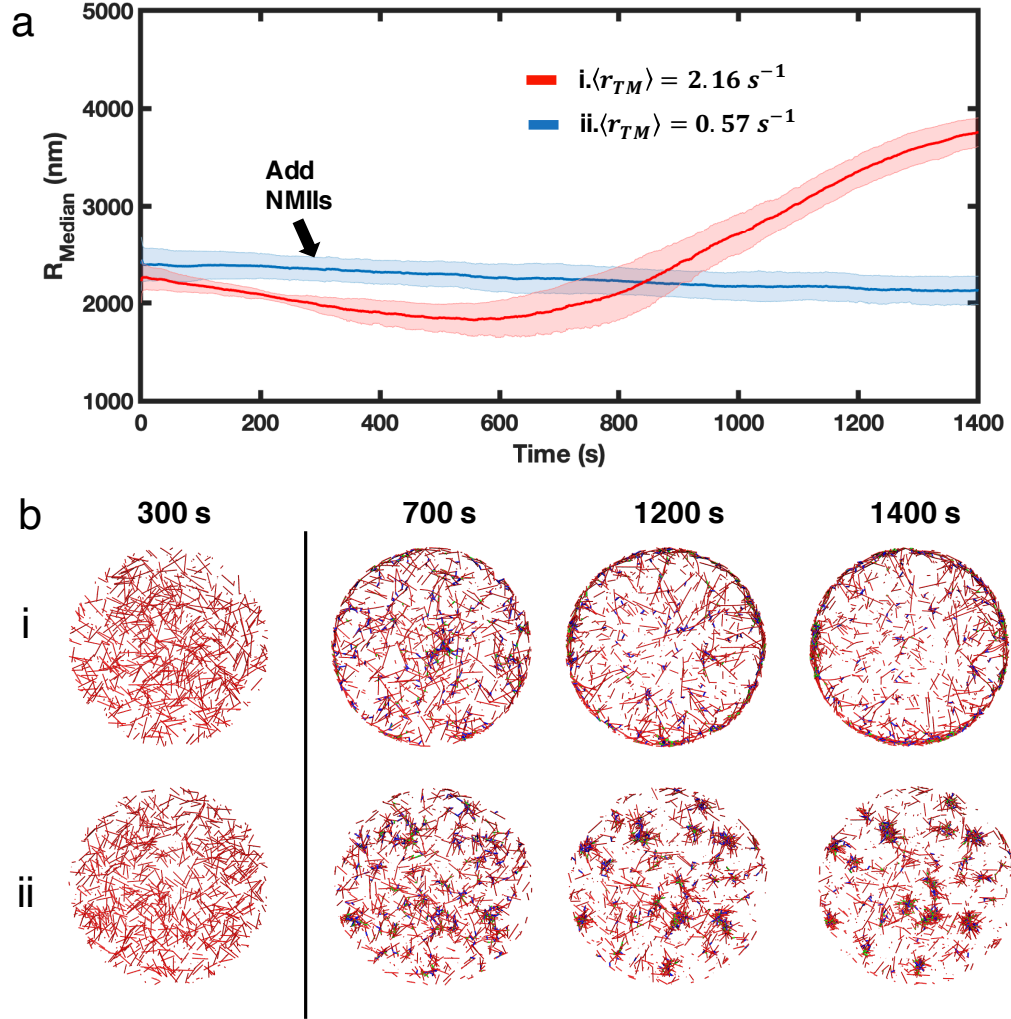 a
5000
4000
3000
2000
1000
R_Median (nm)
i.⟨r_TM⟩ = 2.16 s⁻¹
ii.⟨r_TM⟩ = 0.57 s⁻¹
Add
NMIIs
0 200 400 600 800 1000 1200 1400
Time (s)
b
300 s 700 s 1200 s 1400 s
i
ii